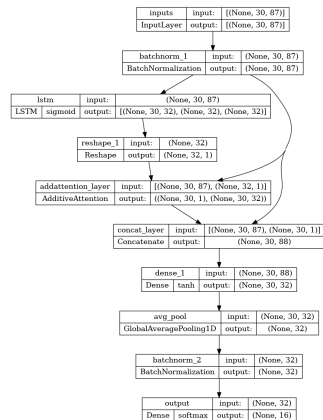 inputs input: [(None, 30, 87)]
InputLayer output: [(None, 30, 87)]
batchnorm_1 input: (None, 30, 87)
BatchNormalization output: (None, 30, 87)
lstm input: (None, 30, 87)
LSTM sigmoid output: [(None, 30, 32), (None, 32), (None, 32)]
reshape_1 input: (None, 32)
Reshape output: (None, 32, 1)
addattention_layer input: [(None, 30, 87), (None, 32, 1)]
AdditiveAttention output: ((None, 30, 1), (None, 30, 32))
concat_layer input: [(None, 30, 87), (None, 30, 1)]
Concatenate output: (None, 30, 88)
dense_1 input: (None, 30, 88)
Dense tanh output: (None, 30, 32)
avg_pool input: (None, 30, 32)
GlobalAveragePooling1D output: (None, 32)
batchnorm_2 input: (None, 32)
BatchNormalization output: (None, 32)
output input: (None, 32)
Dense softmax output: (None, 16)